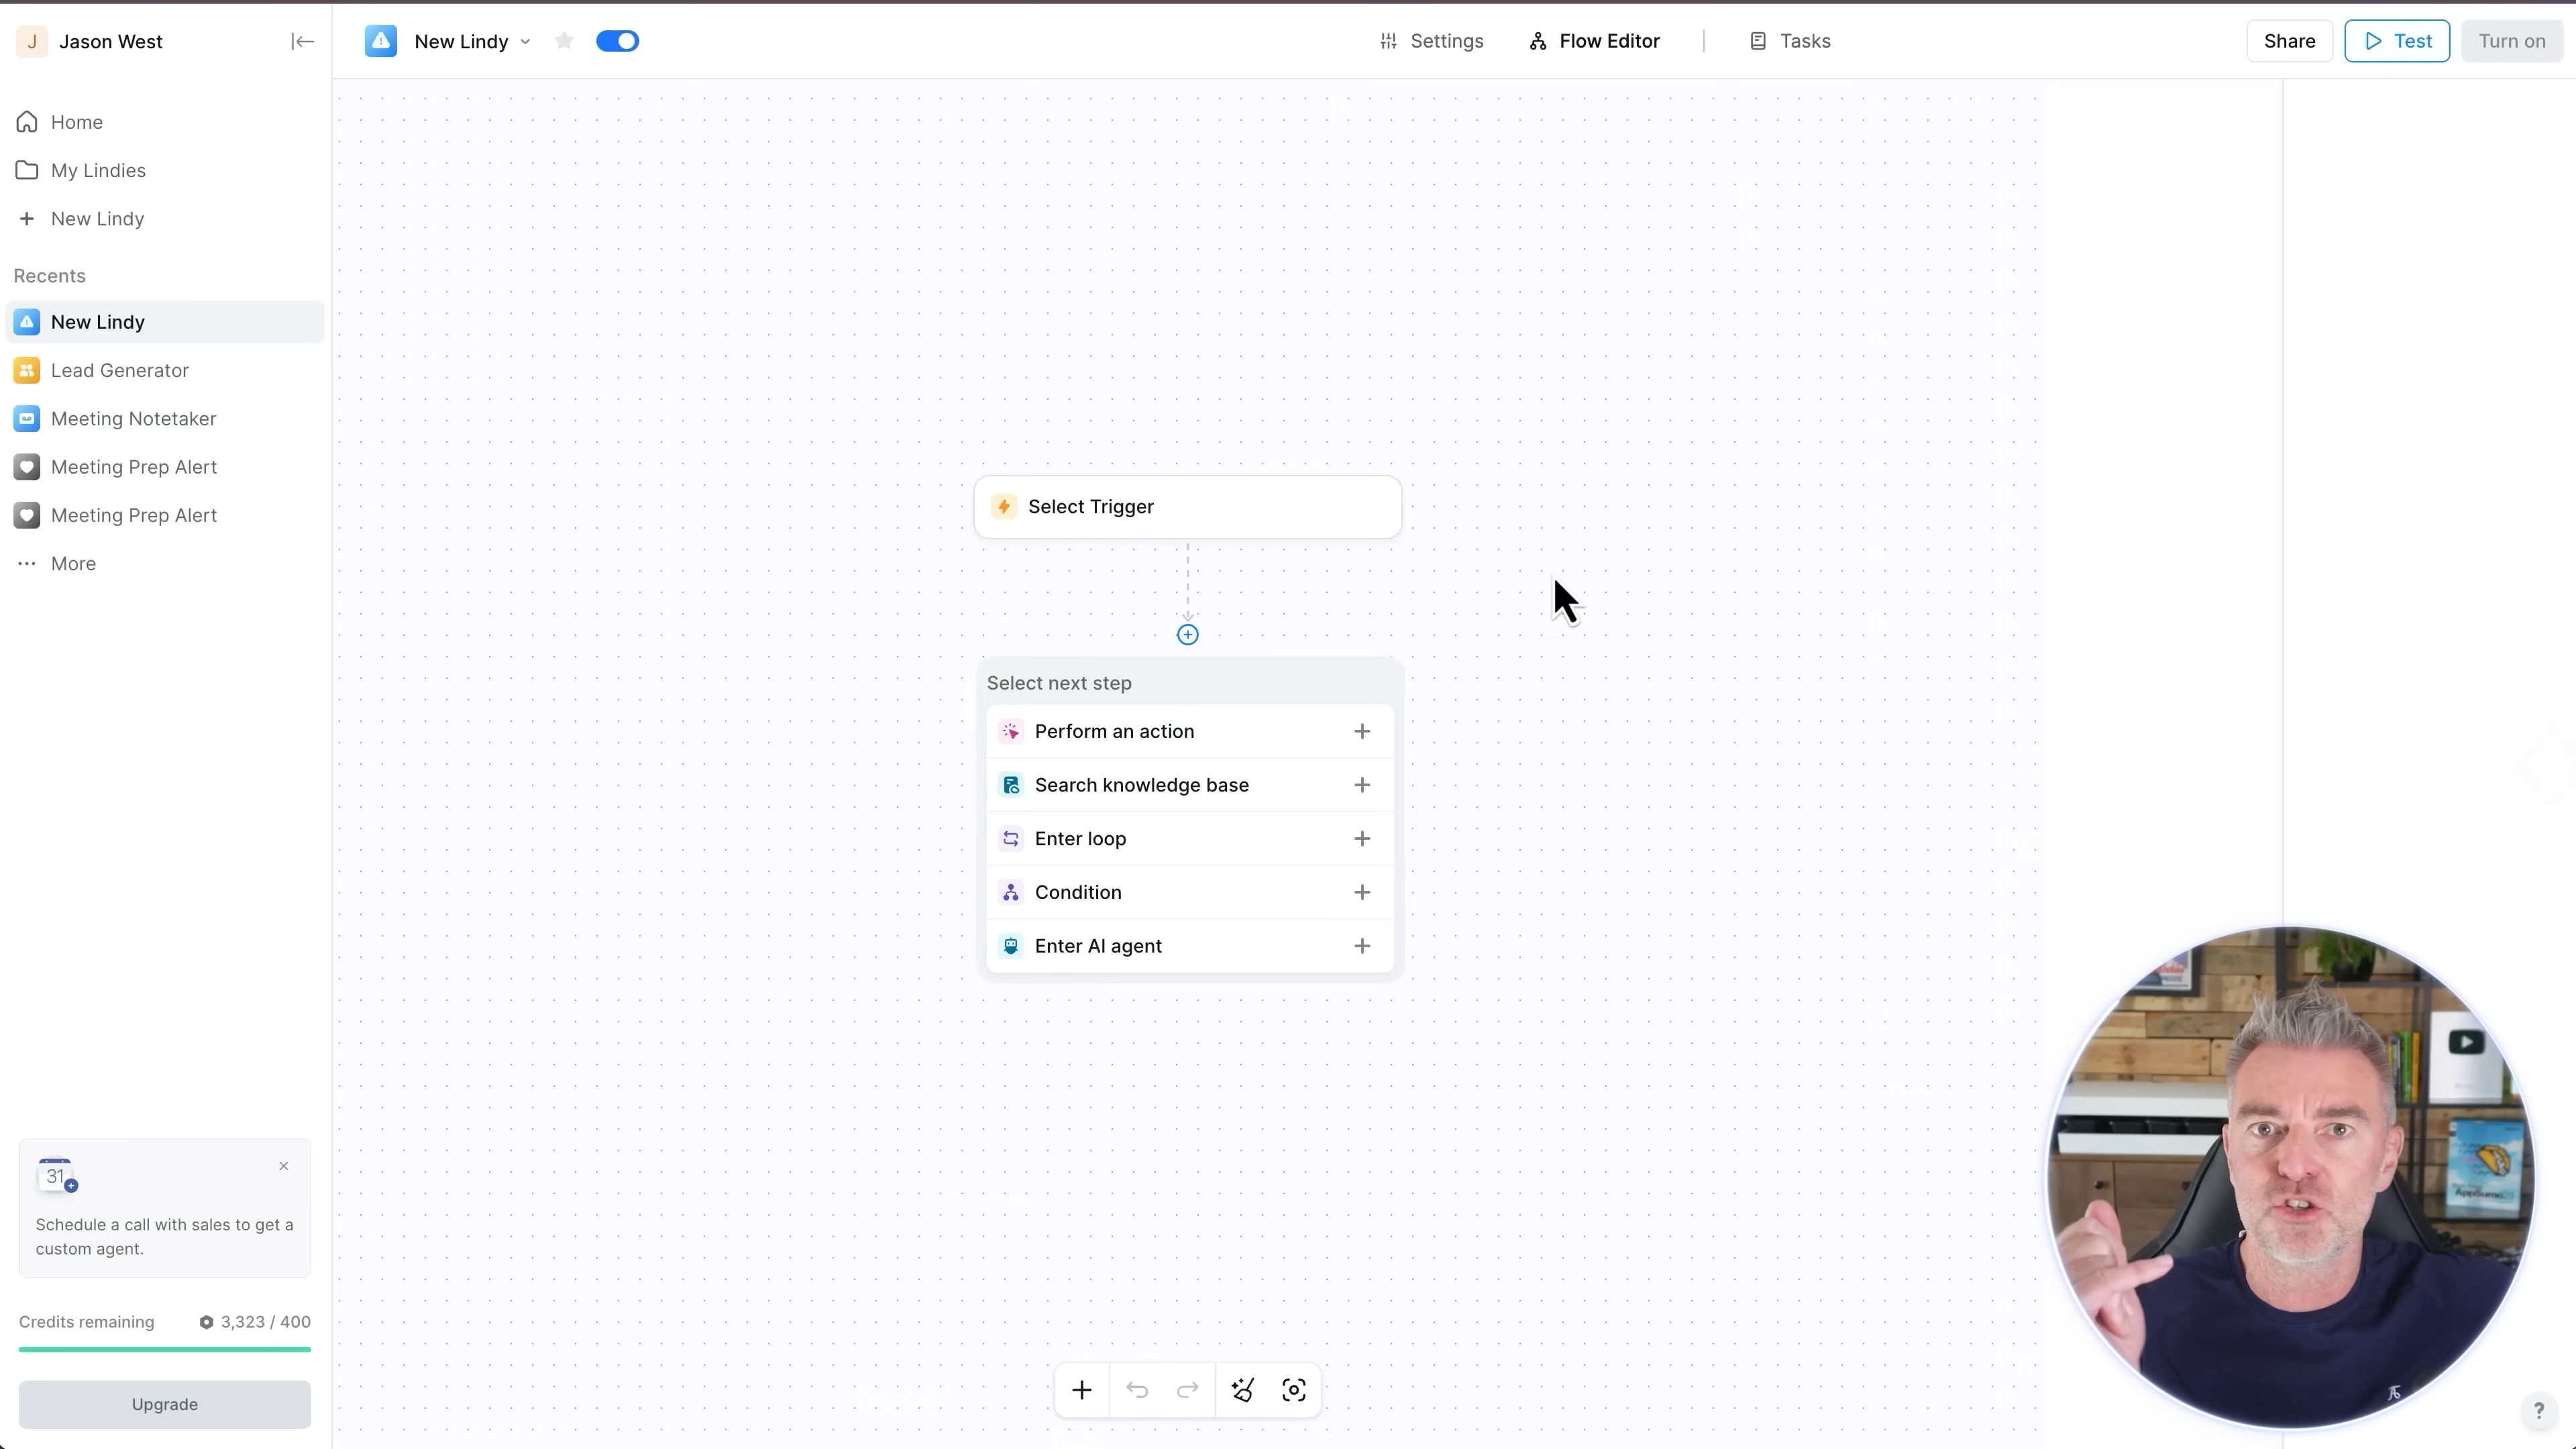 J Jason West
Home
My Lindies
New Lindy
Recents
New Lindy
Lead Generator
Meeting Notetaker
Meeting Prep Alert
Meeting Prep Alert
More
31
Schedule a call with sales to get a
custom agent.
Credits remaining 3,323 / 400
Upgrade
New Lindy
Settings
Flow Editor
Tasks
Share
Test
Turn on
Select Trigger
Select next step
Perform an action
Search knowledge base
Enter loop
Condition
Enter AI agent
AppSumo
?